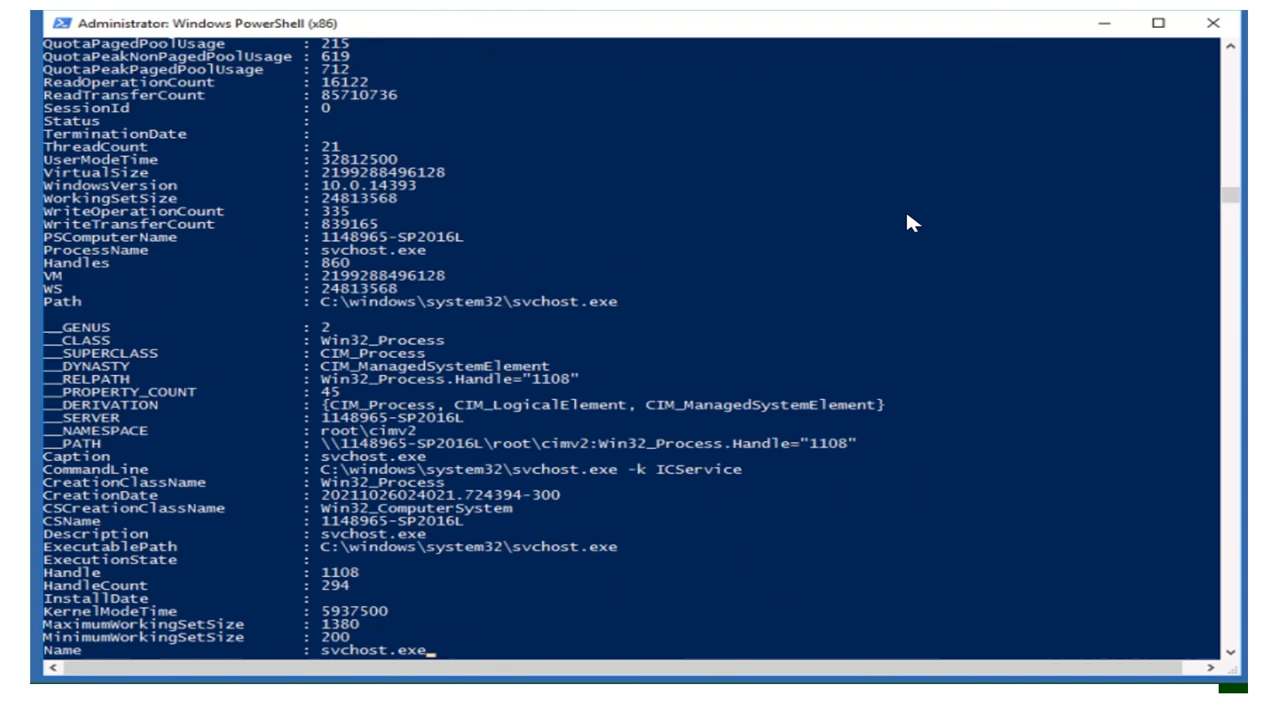 Administrator: Windows PowerShell (x86)
QuotaPagedPoolUsage : 215
QuotaPeakNonPagedPoolUsage : 619
QuotaPeakPagedPoolUsage : 712
ReadOperationCount : 16122
ReadTransferCount : 85710736
SessionId : 0
Status :
TerminationDate :
ThreadCount : 21
UserModeTime : 32812500
VirtualSize : 2199288496128
WindowsVersion : 10.0.14393
WorkingSetSize : 24813568
WriteOperationCount : 335
WriteTransferCount : 839165
PSComputerName : 1148965-SP2016L
ProcessName : svchost.exe
Handles : 860
VM : 2199288496128
WS : 24813568
Path : C:\windows\system32\svchost.exe
__GENUS : 2
__CLASS : Win32_Process
__SUPERCLASS : CIM_Process
__DYNASTY : CIM_ManagedSystemElement
__RELPATH : Win32_Process.Handle="1108"
__PROPERTY_COUNT : 45
__DERIVATION : {CIM_Process, CIM_LogicalElement, CIM_ManagedSystemElement}
__SERVER : 1148965-SP2016L
__NAMESPACE : root\cimv2
__PATH : \\1148965-SP2016L\root\cimv2:Win32_Process.Handle="1108"
Caption : svchost.exe
CommandLine : C:\windows\system32\svchost.exe -k ICService
CreationClassName : Win32_Process
CreationDate : 20211026024021.724394-300
CSCreationClassName : Win32_ComputerSystem
CSName : 1148965-SP2016L
Description : svchost.exe
ExecutablePath : C:\windows\system32\svchost.exe
ExecutionState :
Handle : 1108
HandleCount : 294
InstallDate :
KernelModeTime : 5937500
MaximumWorkingSetSize : 1380
MinimumWorkingSetSize : 200
Name : svchost.exe